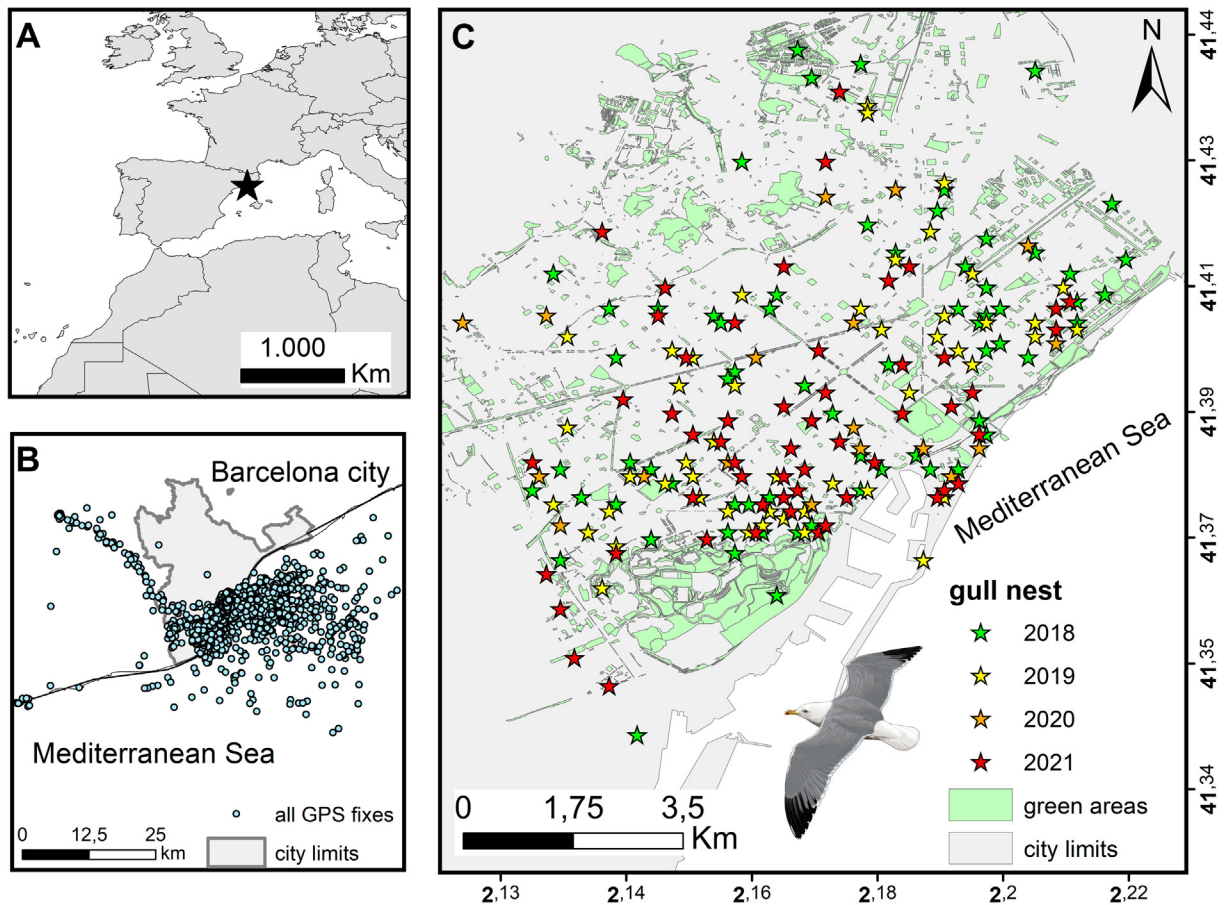 A
1.000
Km
B
Barcelona city
Mediterranean Sea
all GPS fixes
0 12,5 25
km
city limits
C
N
Mediterranean Sea
gull nest
2018
2019
2020
2021
green areas
city limits
0 1,75 3,5
Km
41,44
41,43
41,41
41,39
41,37
41,35
41,34
2,13 2,14 2,16 2,18 2,2 2,22